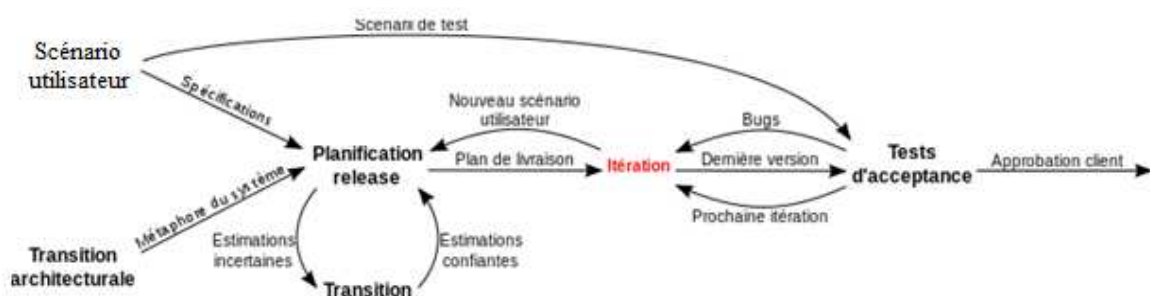 Scénarii de test
Scénario
utilisateur
Spécifications
Nouveau scénario
utilisateur
Bugs
Planification
release
Plan de livraison
Itération
Dernière version
Tests
d'acceptance
Approbation client
Métaphore du système
Prochaine itération
Transition
architecturale
Estimations
incertaines
Estimations
confiantes
Transition